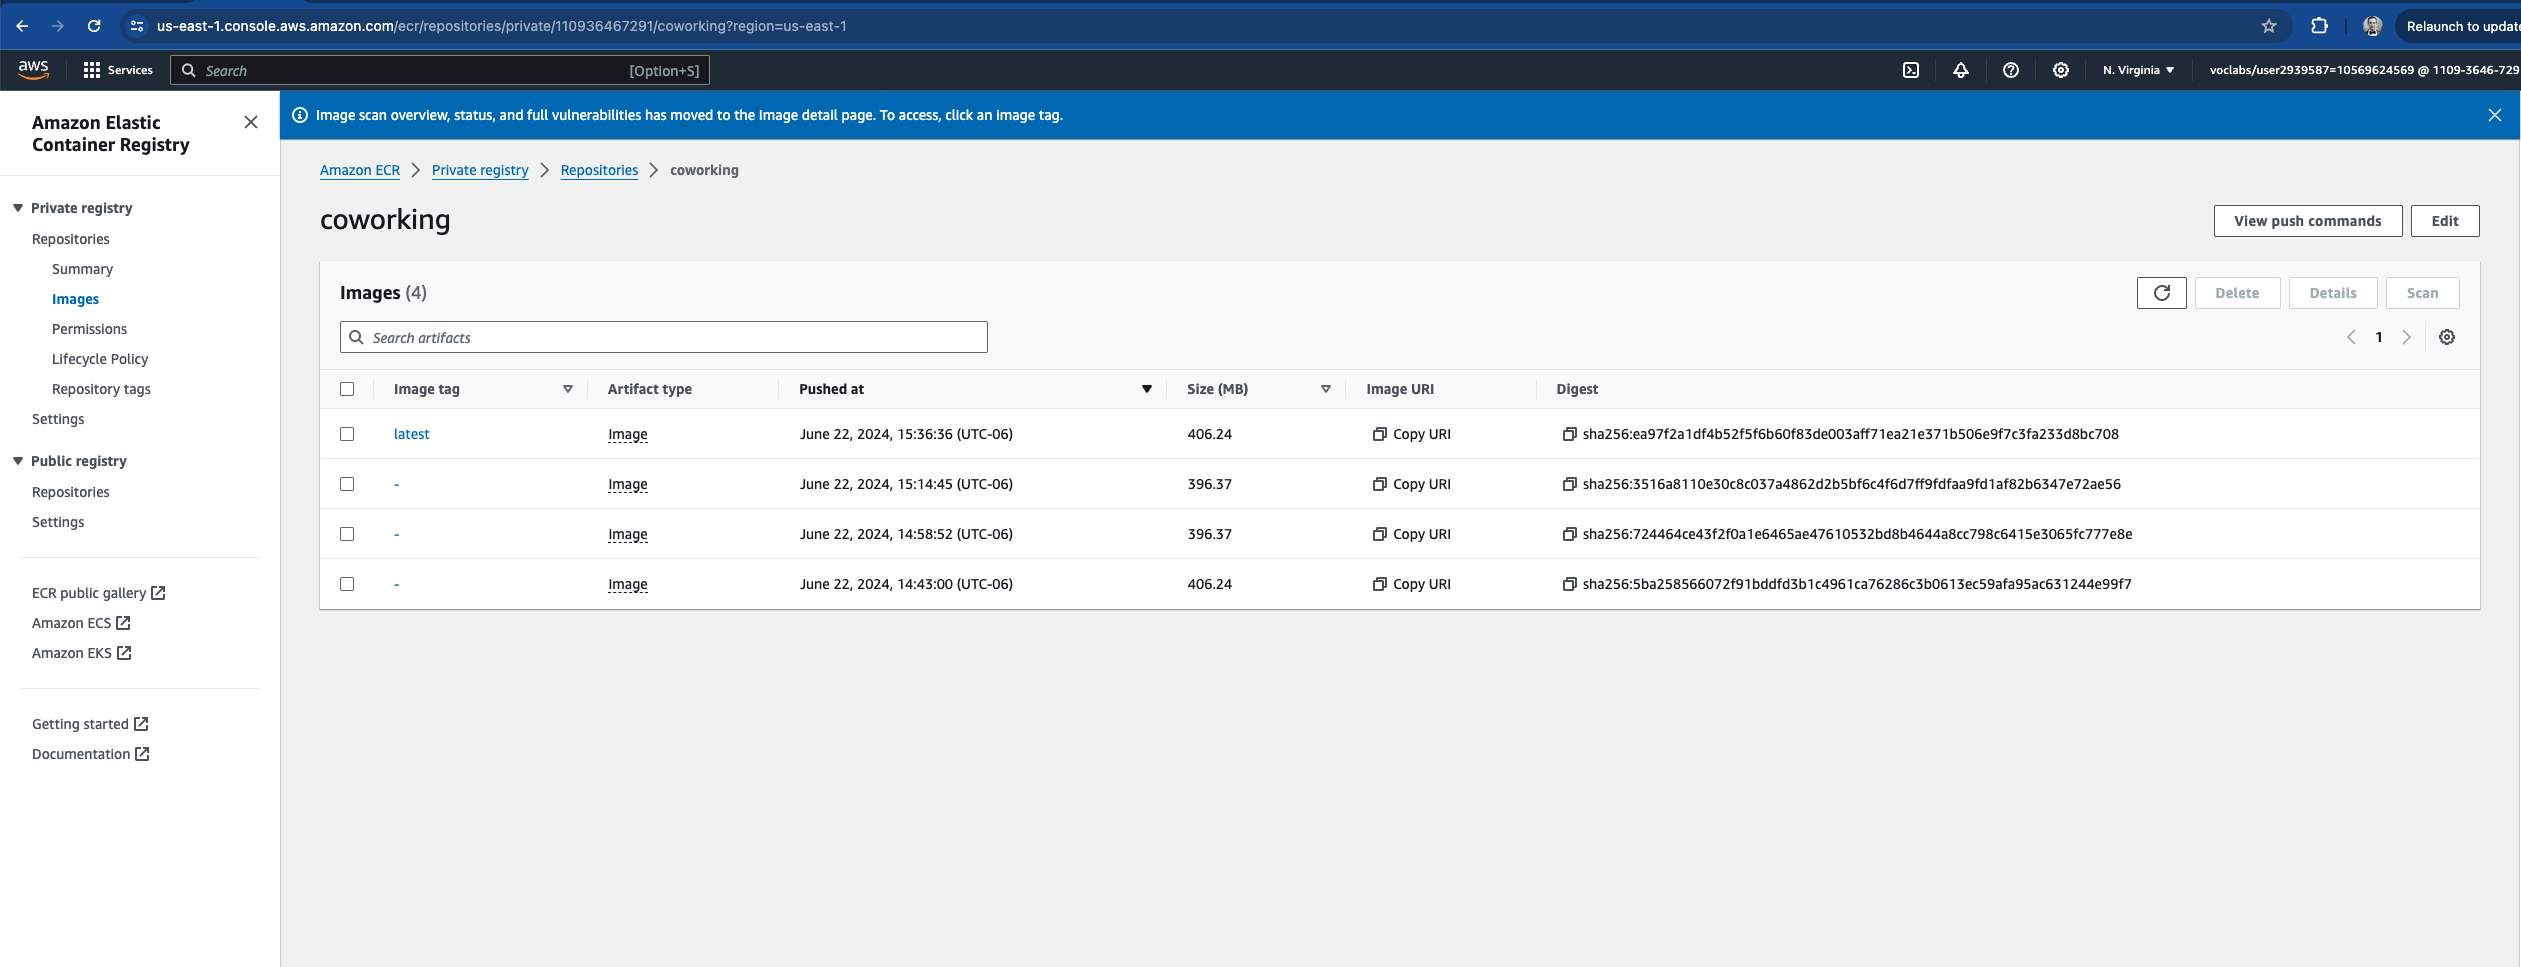 us-east-1.console.aws.amazon.com/ecr/repositories/private/110936467291/coworking?region=us-east-1
Relaunch to update
aws
Services
Search
[Option+S]
N. Virginia
voclabs/user2939587=10569624569 @ 1109-3646-729
Amazon Elastic
Container Registry
Private registry
Repositories
Summary
Images
Permissions
Lifecycle Policy
Repository tags
Settings
Public registry
Repositories
Settings
ECR public gallery
Amazon ECS
Amazon EKS
Getting started
Documentation
Image scan overview, status, and full vulnerabilities has moved to the Image detail page. To access, click an image tag.
Amazon ECR > Private registry > Repositories > coworking
coworking
View push commands
Edit
Images (4)
Delete
Details
Scan
Search artifacts
1
Image tag Artifact type Pushed at Size (MB) Image URI Digest
latest Image June 22, 2024, 15:36:36 (UTC-06) 406.24 Copy URI sha256:ea97f2a1df4b52f5f6b60f83de003aff71ea21e371b506e9f7c3fa233d8bc708
- Image June 22, 2024, 15:14:45 (UTC-06) 396.37 Copy URI sha256:3516a8110e30c8c037a4862d2b5bf6c4f6d7ff9fdfaa9fd1af82b6347e72ae56
- Image June 22, 2024, 14:58:52 (UTC-06) 396.37 Copy URI sha256:724464ce43f2f0a1e6465ae47610532bd8b4644a8cc798c6415e3065fc777e8e
- Image June 22, 2024, 14:43:00 (UTC-06) 406.24 Copy URI sha256:5ba258566072f91bddfd3b1c4961ca76286c3b0613ec59afa95ac631244e99f7